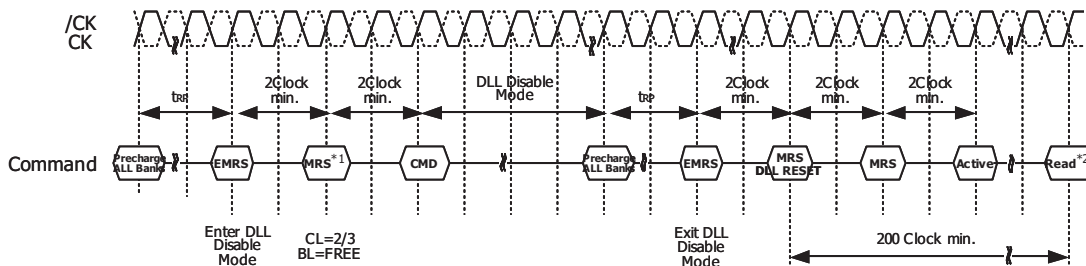 /CK
CK
2Clock min.
2Clock min.
DLL Disable Mode
2Clock min.
2Clock min.
2Clock min.
tRP
tRP
Command
Precharge ALL Banks
EMRS
MRS*1
CMD
Precharge ALL Banks
EMRS
MRS DLL RESET
MRS
Active
Read*2
Enter DLL Disable Mode
CL=2/3 BL=FREE
Exit DLL Disable Mode
200 Clock min.